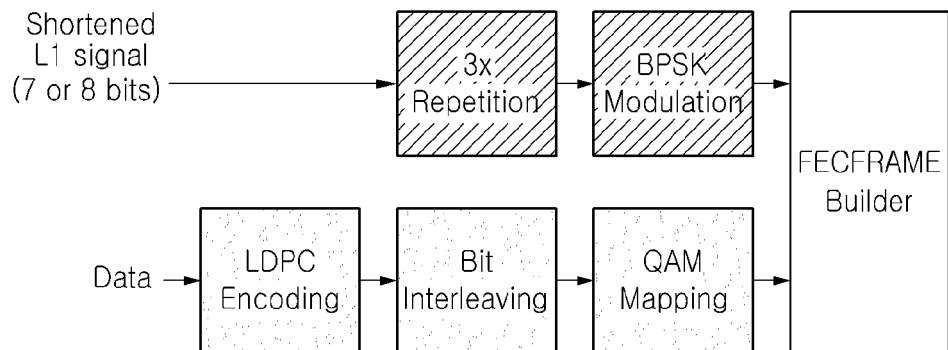 Shortened
L1 signal
(7 or 8 bits)
3x
Repetition
BPSK
Modulation
FECFRAME
Builder
Data
LDPC
Encoding
Bit
Interleaving
QAM
Mapping